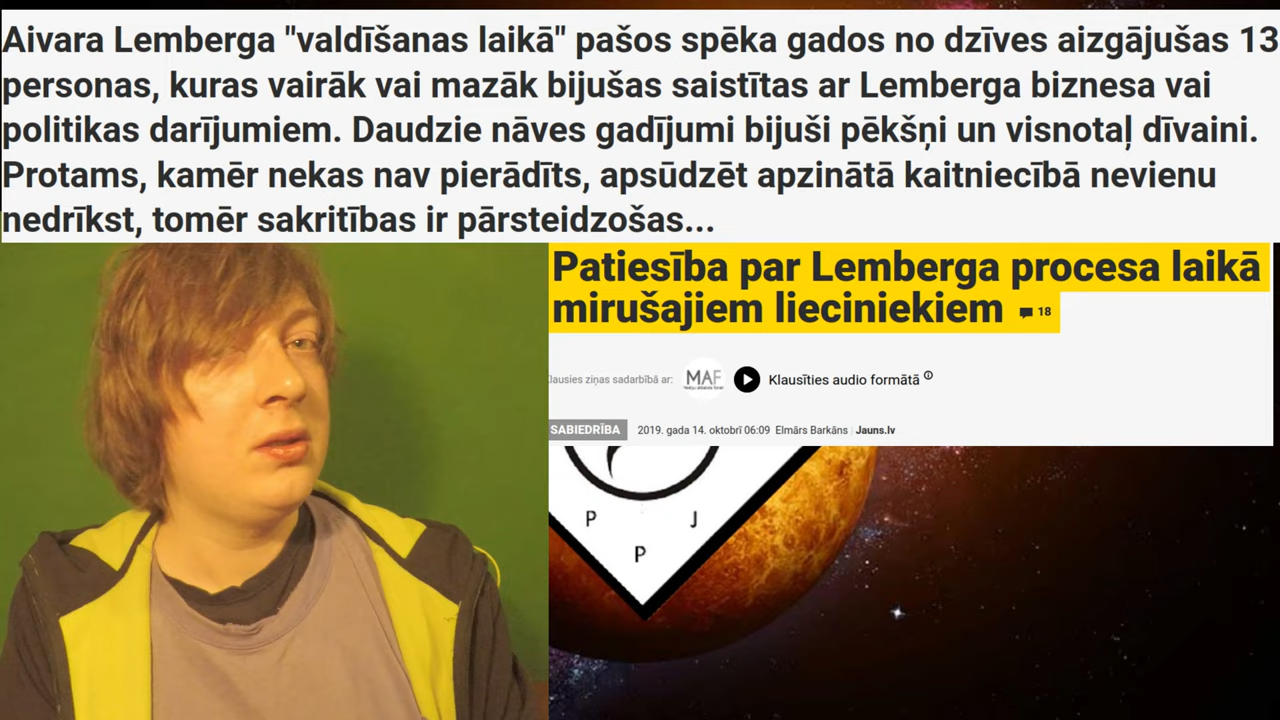 Aivara Lemberga "valdīšanas laikā" pašos spēka gados no dzīves aizgājušas 13
personas, kuras vairāk vai mazāk bijušas saistītas ar Lemberga biznesa vai
politikas darījumiem. Daudzie nāves gadījumi bijuši pēkšņi un visnotaļ dīvaini.
Protams, kamēr nekas nav pierādīts, apsūdzēt apzinātā kaitniecībā nevienu
nedrīkst, tomēr sakritības ir pārsteidzošas...
Patiesība par Lemberga procesa laikā
mirušajiem lieciniekiem 18
Klausies ziņas sadarbībā ar: MAF Klausīties audio formātā
SABIEDRĪBA 2019. gada 14. oktobrī 06:09 Elmārs Barkāns | Jauns.lv
P J
P